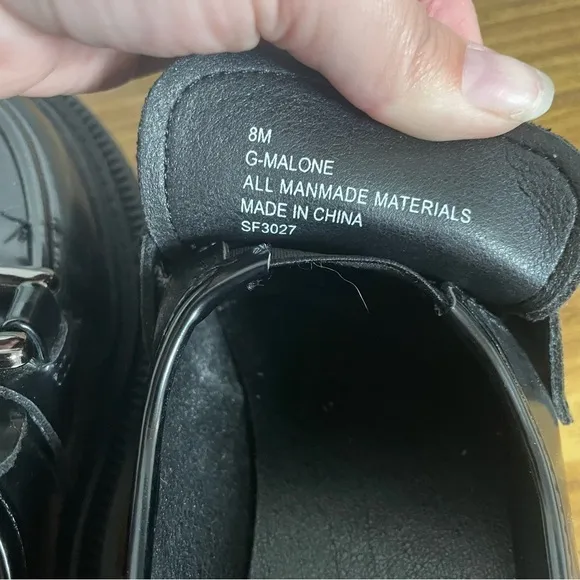 8M
G-MALONE
ALL MANMADE MATERIALS
MADE IN CHINA
SF3027